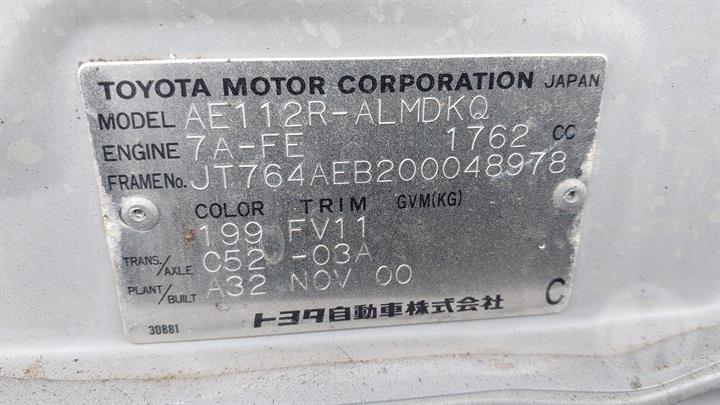 TOYOTA MOTOR CORPORATION JAPAN
MODEL AE112R-ALMDKQ
ENGINE 7A-FE 1762 CC
FRAME No. JT764AEB200048978
COLOR TRIM GVM(KG)
199 FV11
TRANS./AXLE C52 -03A
PLANT/BUILT A32 NOV 00
トヨタ自動車株式会社 C
30881